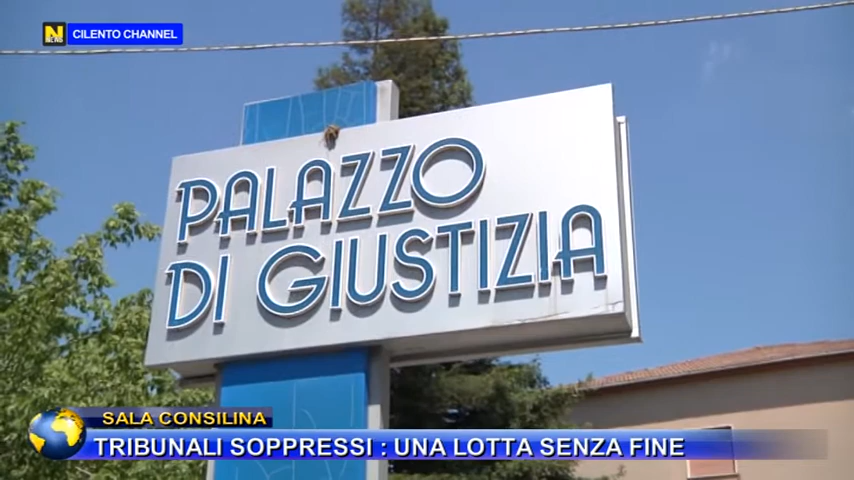 N
CILENTO CHANNEL
PALAZZO
DI GIUSTIZIA
SALA CONSILINA
TRIBUNALI SOPPRESSI : UNA LOTTA SENZA FINE